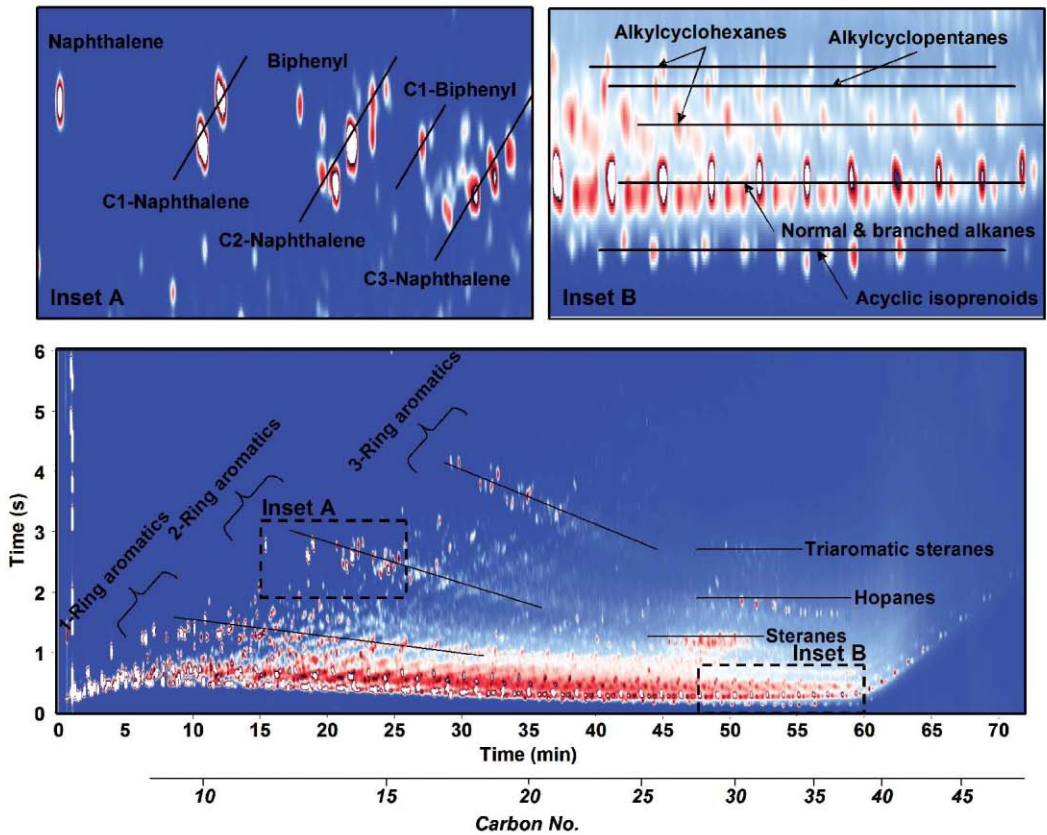 Naphthalene
Biphenyl
C1-Biphenyl
C1-Naphthalene
C2-Naphthalene
C3-Naphthalene
Inset A
Alkylcyclohexanes
Alkylcyclopentanes
Normal & branched alkanes
Inset B
Acyclic isoprenoids
1-Ring aromatics
2-Ring aromatics
3-Ring aromatics
Inset A
Triaromatic steranes
Hopanes
Steranes
Inset B
Time (s)
6
5
4
3
2
1
0
0 5 10 15 20 25 30 35 40 45 50 55 60 65 70
Time (min)
10 15 20 25 30 35 40 45
Carbon No.